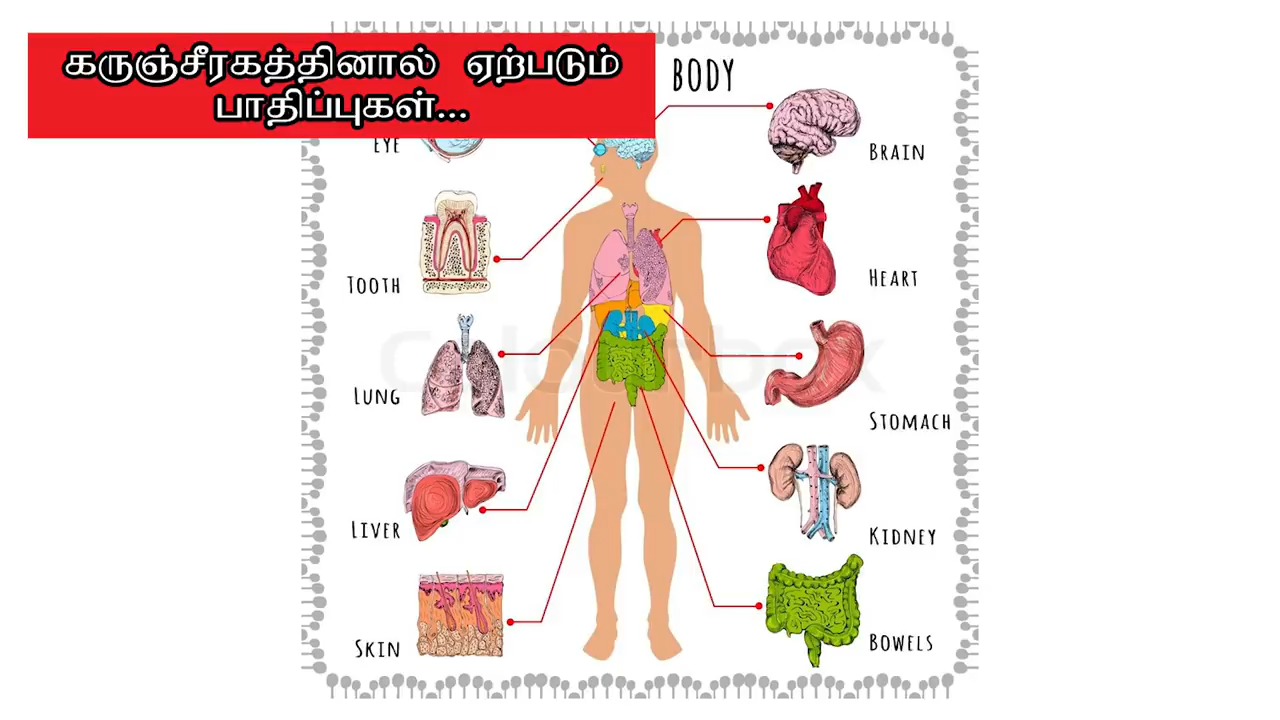 கருஞ்சீரகத்தினால் ஏற்படும்
பாதிப்புகள்...
BODY
EYE
BRAIN
TOOTH
HEART
LUNG
STOMACH
LIVER
KIDNEY
SKIN
BOWELS